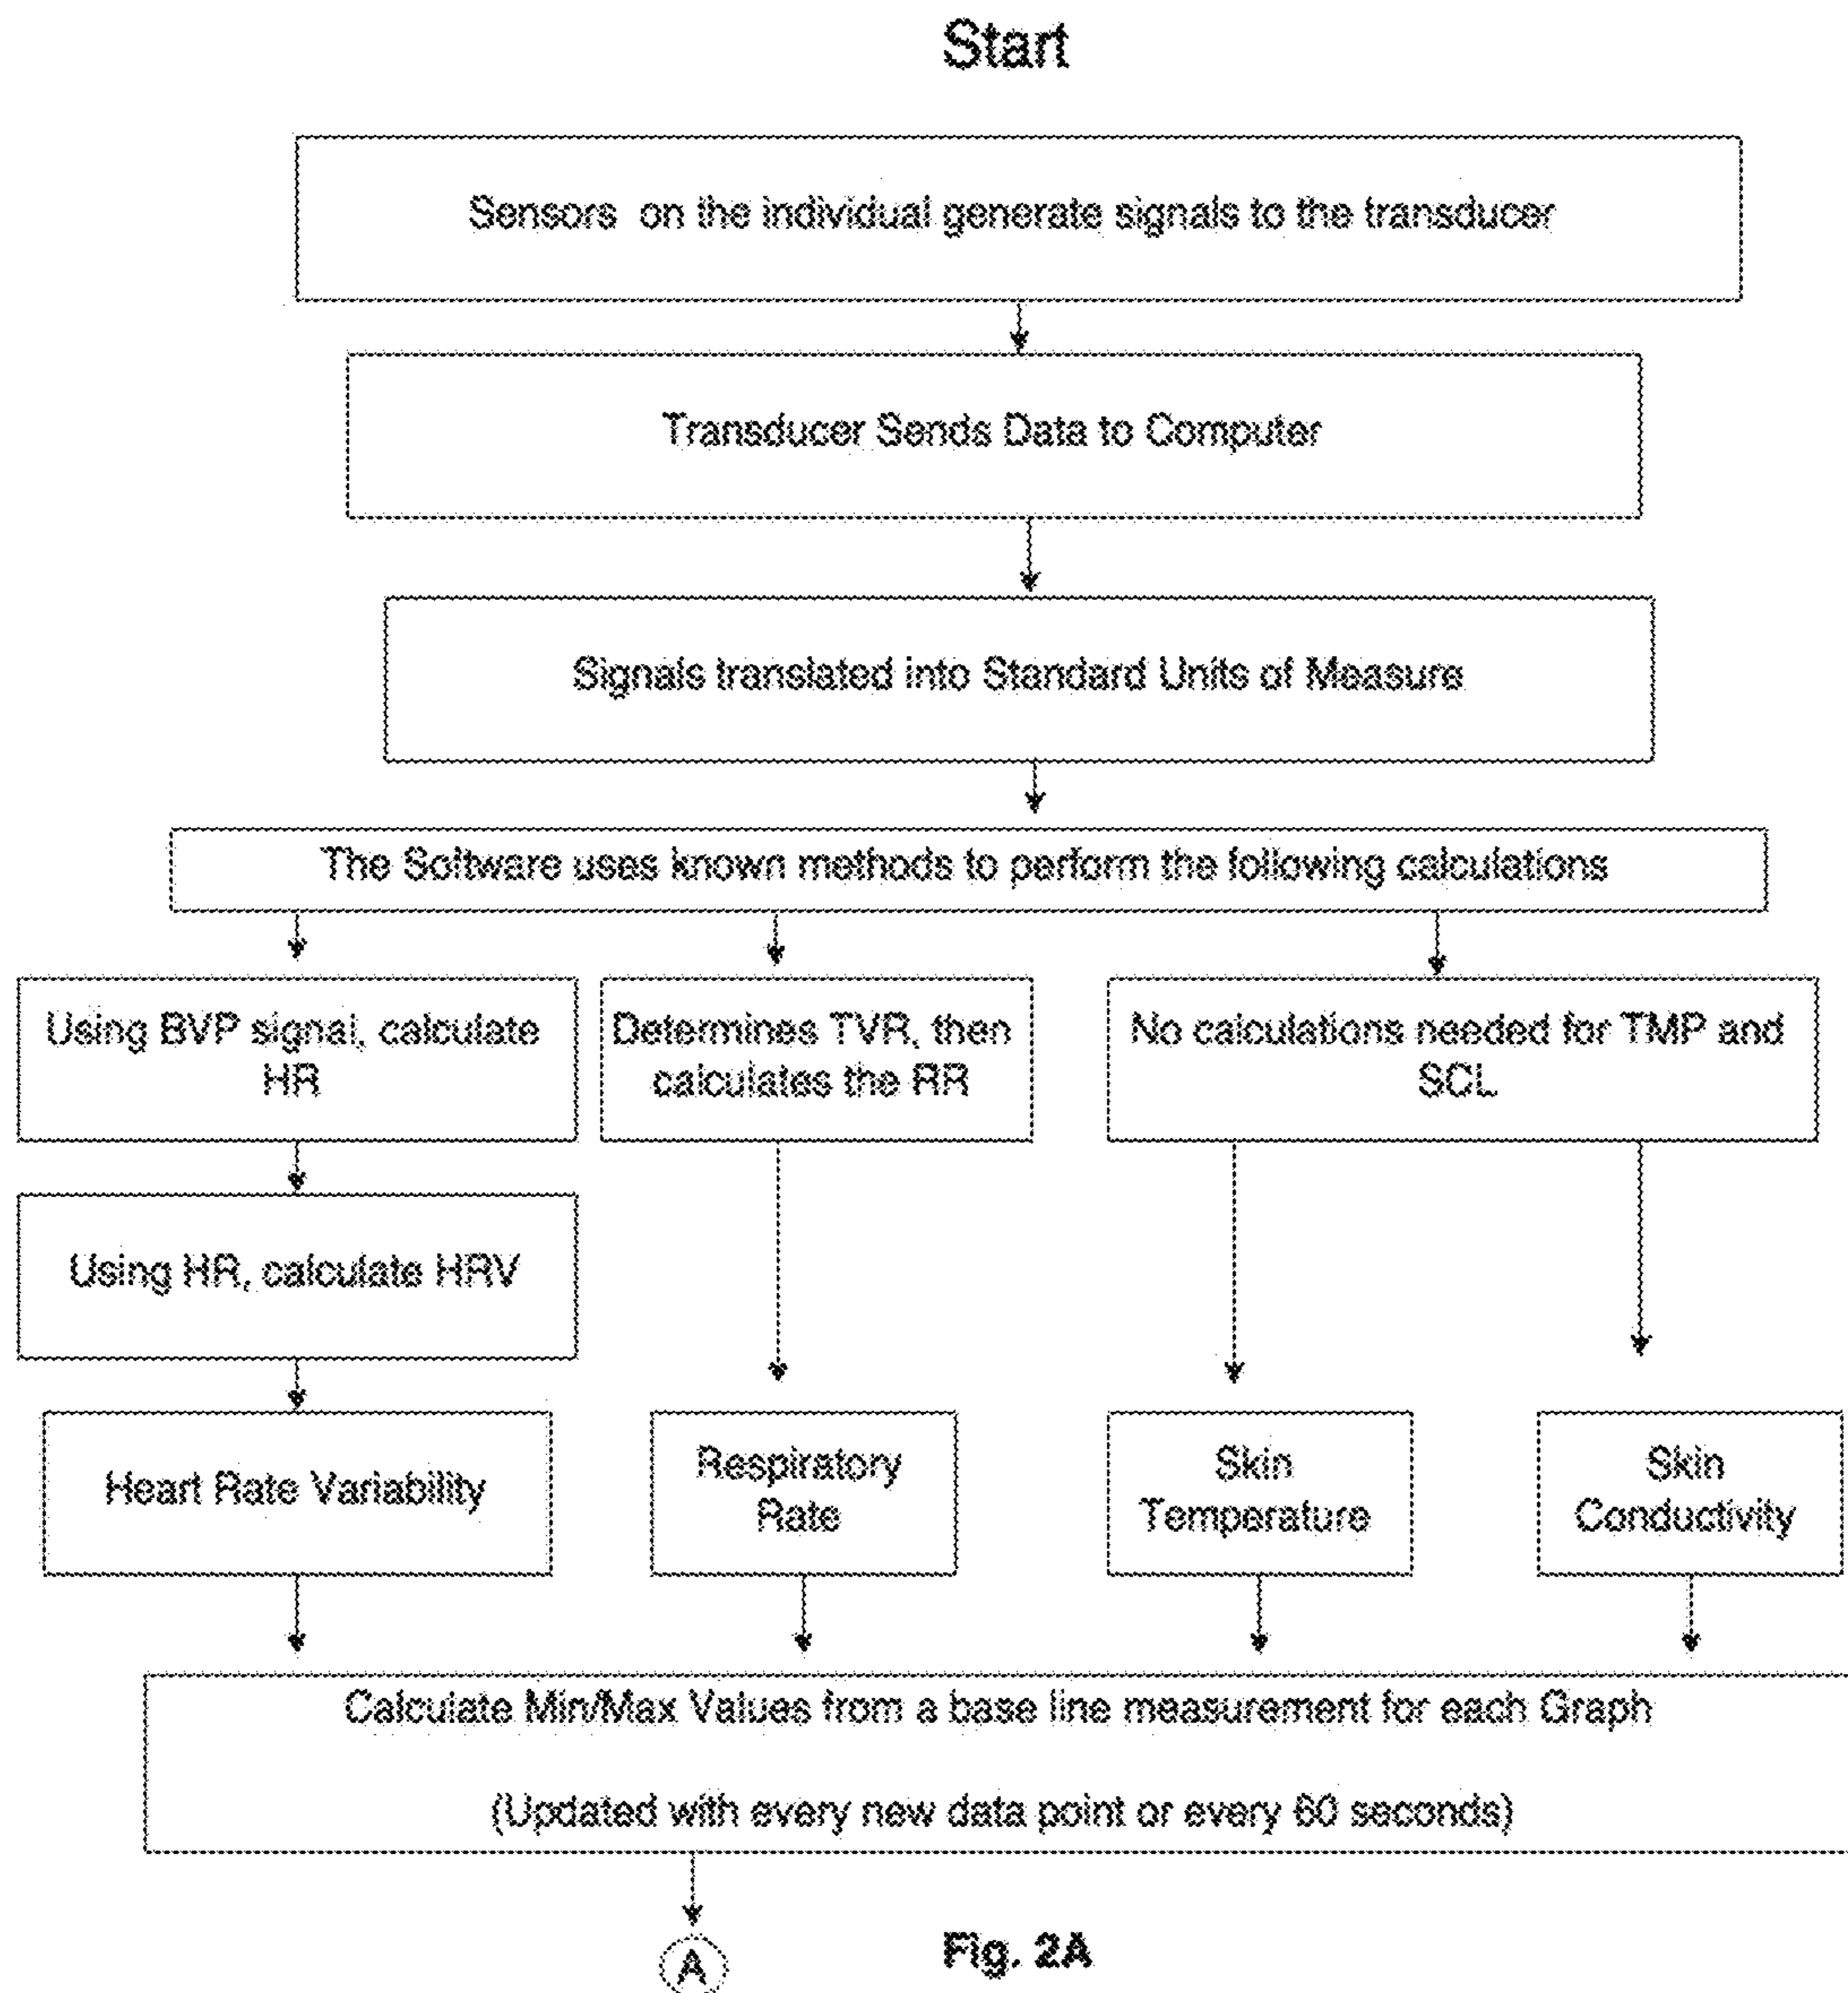 Start
Sensors on the individual generate signals to the transducer
Transducer Sends Data to Computer
Signals translated into Standard Units of Measure
The Software uses known methods to perform the following calculations
Using BVP signal, calculate
HR
Determines TVR, then
calculates the RR
No calculations needed for TMP and
SCL
Using HR, calculate HRV
Heart Rate Variability
Respiratory
Rate
Skin
Temperature
Skin
Conductivity
Calculate Min/Max Values from a base line measurement for each Graph
(Updated with every new data point or every 60 seconds)
A
Fig. 2A